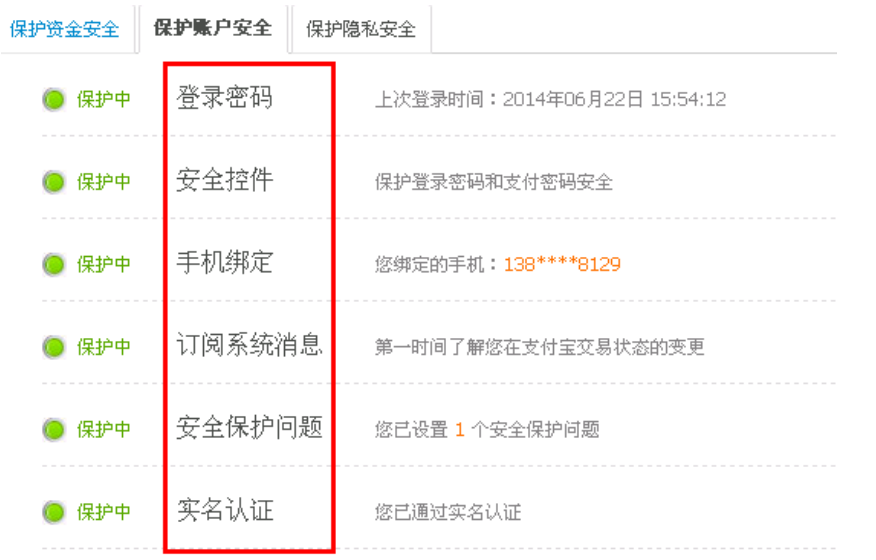 保护资金安全 保护账户安全 保护隐私安全
保护中 登录密码 上次登录时间：2014年06月22日 15:54:12
保护中 安全控件 保护登录密码和支付密码安全
保护中 手机绑定 您绑定的手机：138****8129
保护中 订阅系统消息 第一时间了解您在支付宝交易状态的变更
保护中 安全保护问题 您已设置 1 个安全保护问题
保护中 实名认证 您已通过实名认证